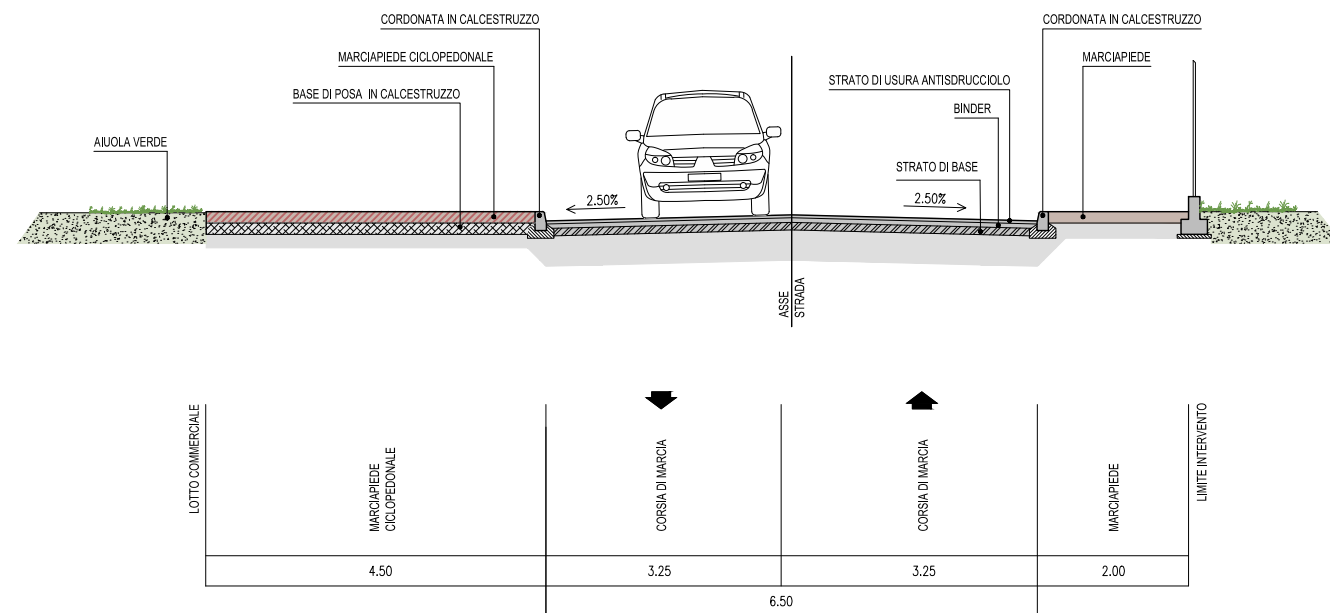 CORDONATA IN CALCESTRUZZO
CORDONATA IN CALCESTRUZZO
MARCIAPIEDE CICLOPEDONALE
MARCIAPIEDE
STRATO DI USURA ANTISDRUCCIOLO
BASE DI POSA IN CALCESTRUZZO
BINDER
AIUOLA VERDE
STRATO DI BASE
2.50%
2.50%
ASSE
STRADA
LOTTO COMMERCIALE
MARCIAPIEDE
CICLOPEDONALE
CORSIA DI MARCIA
CORSIA DI MARCIA
MARCIAPIEDE
LIMITE INTERVENTO
4.50
3.25
3.25
2.00
6.50